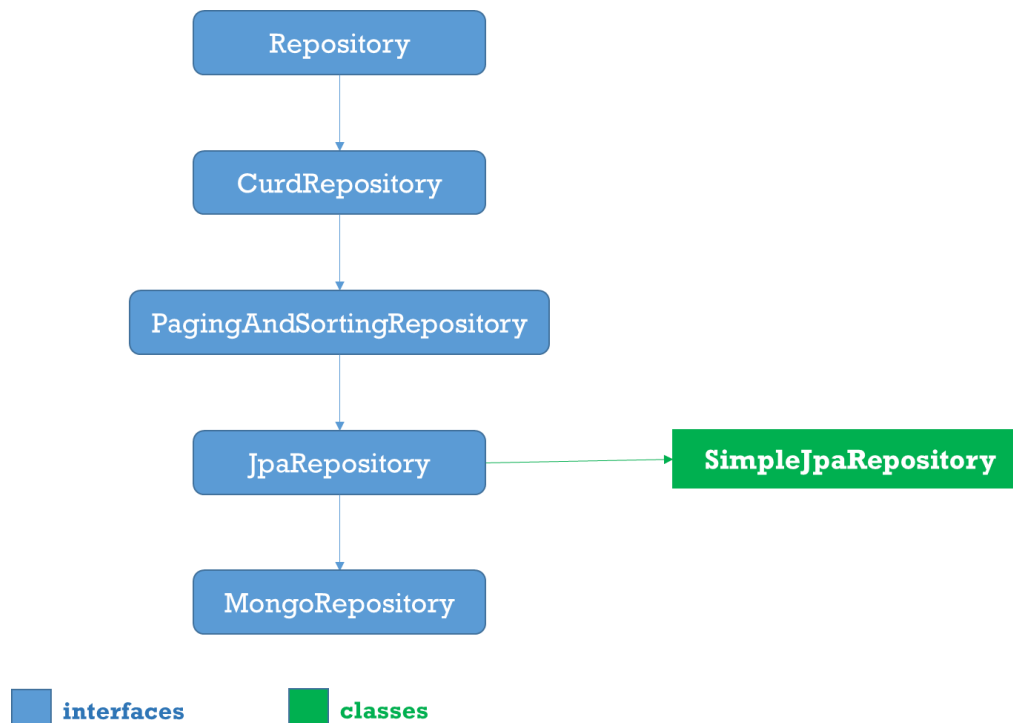 Repository
CurdRepository
PagingAndSortingRepository
JpaRepository
SimpleJpaRepository
MongoRepository
interfaces
classes